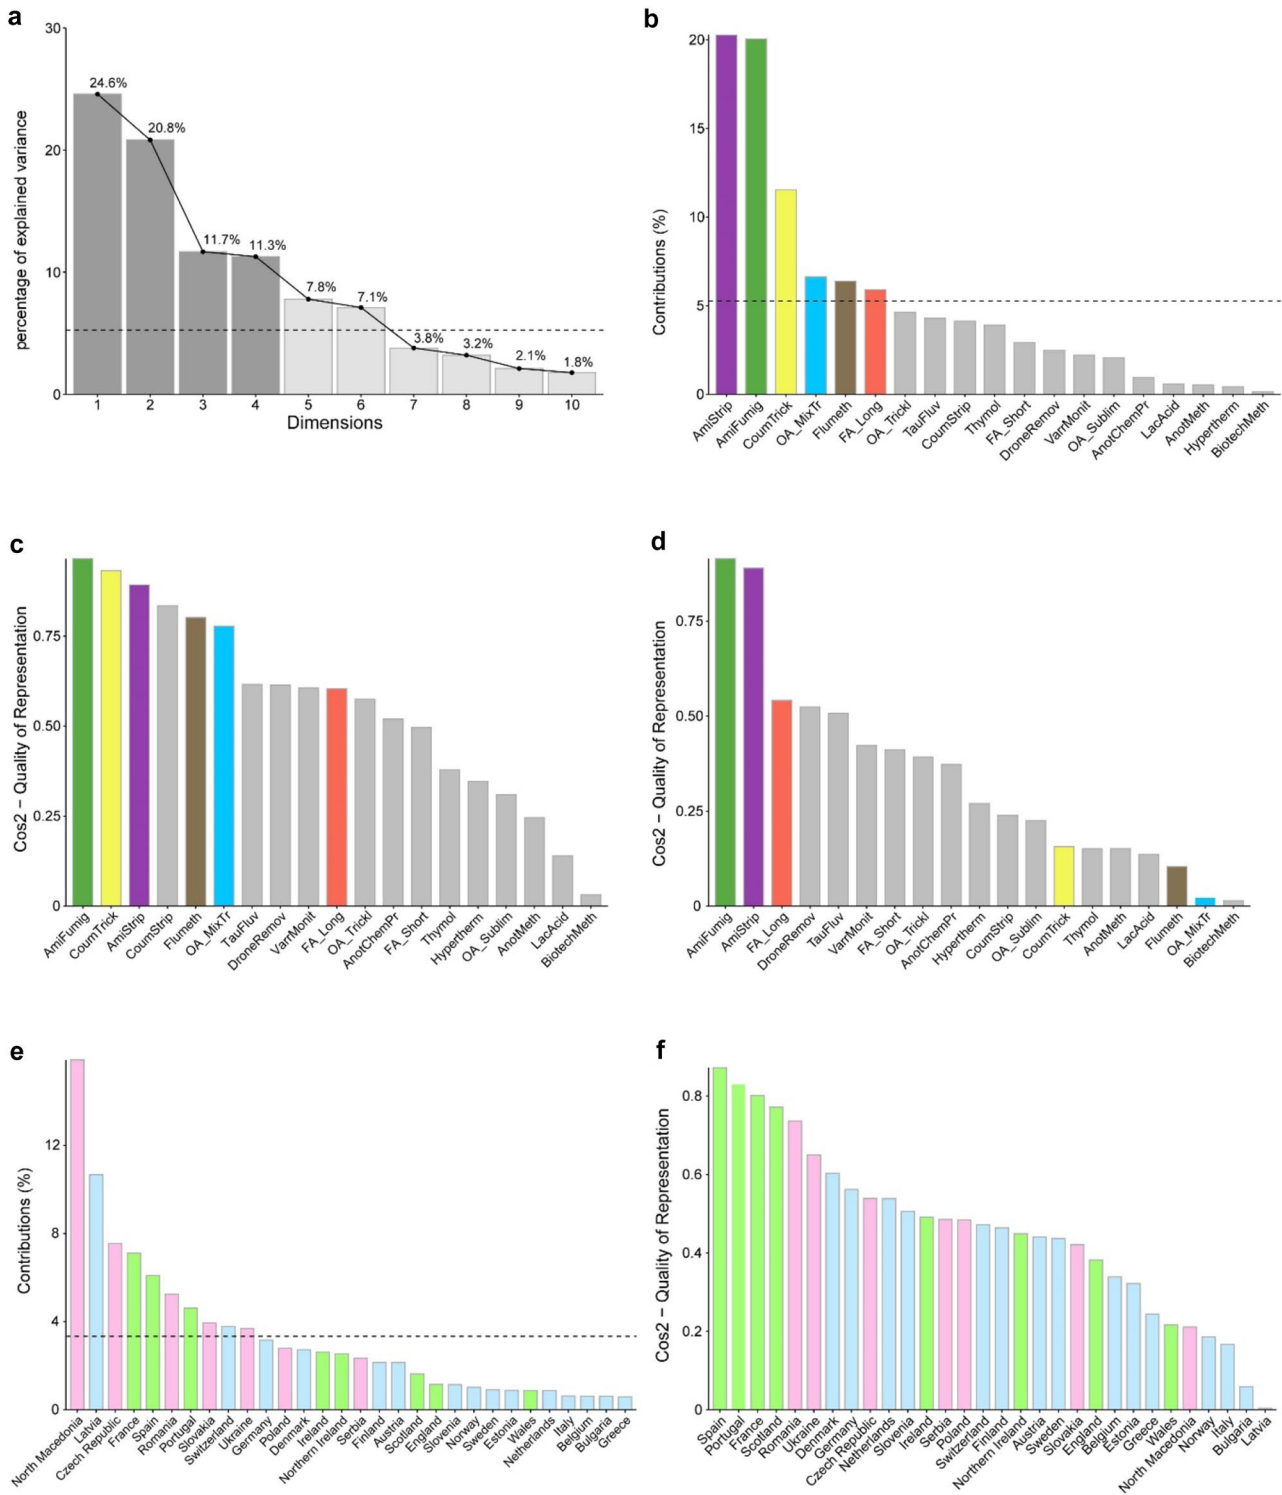 a
percentage of explained variance
30
20
10
0
24.6%
20.8%
11.7%
11.3%
7.8%
7.1%
3.8%
3.2%
2.1%
1.8%
1 2 3 4 5 6 7 8 9 10
Dimensions
b
Contributions (%)
20
15
10
5
0
AmiStrip
AmiFumig
CoumTrick
OA_MixTr
Flumeth
FA_Long
OA_Trickl
TauFluv
CoumStrip
Thymol
FA_Short
DroneRemov
VarrMonit
OA_Sublim
AnotChemPr
LacAcid
AnotMeth
Hypertherm
BiotechMeth
c
Cos2 − Quality of Representation
0.75
0.50
0.25
0
AmiFumig
CoumTrick
AmiStrip
CoumStrip
Flumeth
OA_MixTr
TauFluv
DroneRemov
VarrMonit
FA_Long
OA_Trickl
AnotChemPr
FA_Short
Thymol
Hypertherm
OA_Sublim
AnotMeth
LacAcid
BiotechMeth
d
Cos2 − Quality of Representation
0.75
0.50
0.25
0
AmiFumig
AmiStrip
FA_Long
DroneRemov
TauFluv
VarrMonit
FA_Short
OA_Trickl
AnotChemPr
Hypertherm
CoumStrip
OA_Sublim
CoumTrick
Thymol
AnotMeth
LacAcid
Flumeth
OA_MixTr
BiotechMeth
e
Contributions (%)
12
8
4
0
North Macedonia
Latvia
Czech Republic
France
Spain
Romania
Portugal
Slovakia
Switzerland
Ukraine
Germany
Poland
Denmark
Ireland
Northern Ireland
Serbia
Finland
Austria
Scotland
England
Slovenia
Norway
Sweden
Estonia
Wales
Netherlands
Italy
Belgium
Bulgaria
Greece
f
Cos2 − Quality of Representation
0.8
0.6
0.4
0.2
0
Spain
Portugal
France
Scotland
Romania
Ukraine
Denmark
Germany
Czech Republic
Netherlands
Slovenia
Ireland
Serbia
Poland
Switzerland
Finland
Northern Ireland
Austria
Sweden
Slovakia
England
Belgium
Estonia
Greece
Wales
North Macedonia
Norway
Italy
Bulgaria
Latvia